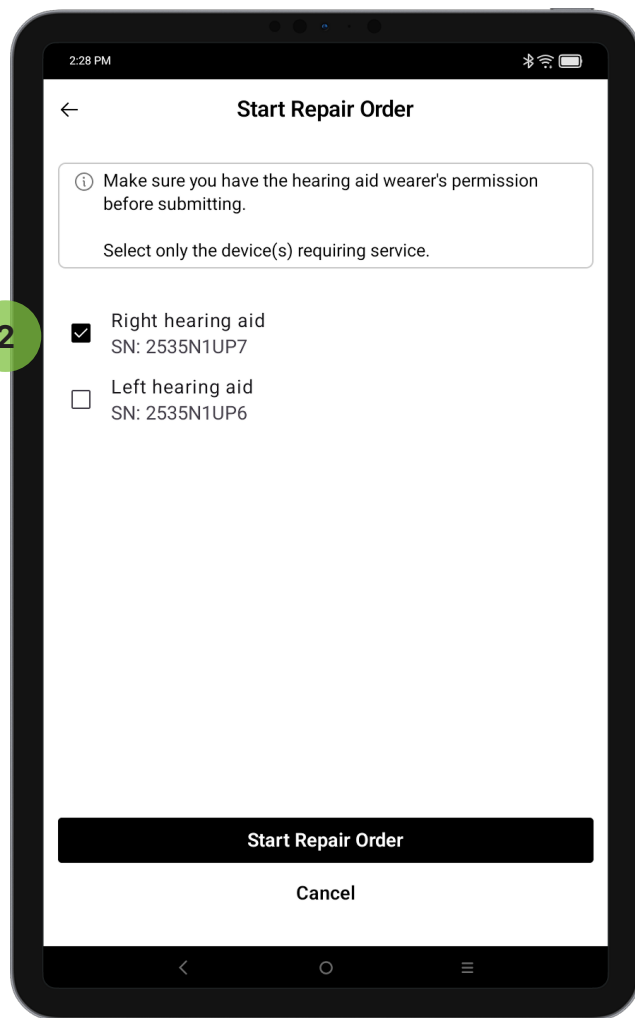 2:28 PM
Start Repair Order
Make sure you have the hearing aid wearer's permission
before submitting.
Select only the device(s) requiring service.
2
Right hearing aid
SN: 2535N1UP7
Left hearing aid
SN: 2535N1UP6
Start Repair Order
Cancel